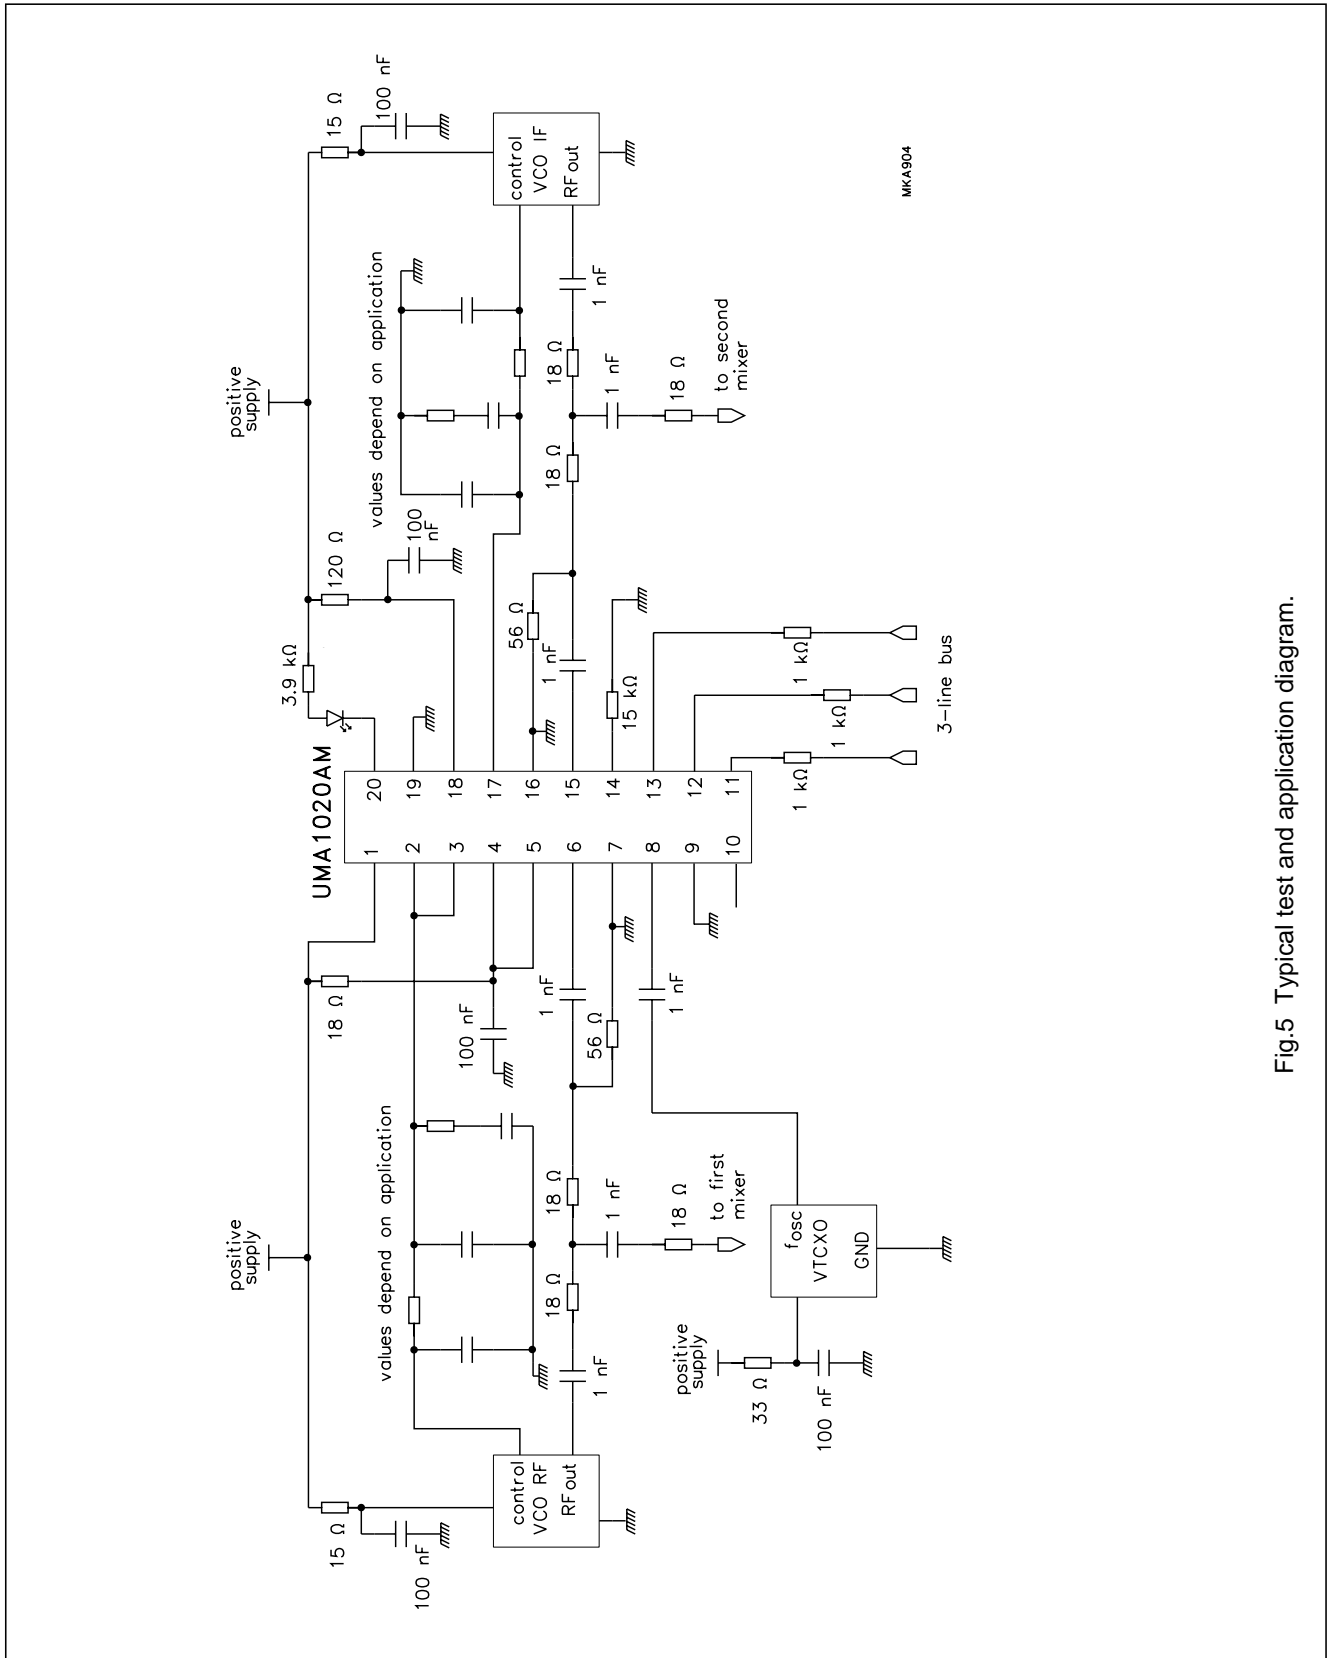 positive
supply
positive
supply
15 Ω
100 nF
values depend on application
18 Ω
100 nF
UMA1020AM
3.9 kΩ
120 Ω
100
nF
values depend on application
15 Ω
100 nF
control
VCO RF
RFout
1 nF
18 Ω
18 Ω
1 nF
18 Ω
to first
mixer
56 Ω
1 nF
1 nF
1
2
3
4
5
6
7
8
9
10
20
19
18
17
16
15
14
13
12
11
56 Ω
1 nF
15 kΩ
18 Ω
18 Ω
1 nF
1 nF
18 Ω
to second
mixer
control
VCO IF
RFout
positive
supply
33 Ω
100 nF
fosc
VTCXO
GND
1 kΩ
1 kΩ
1 kΩ
3-line bus
MKA904
Fig.5 Typical test and application diagram.